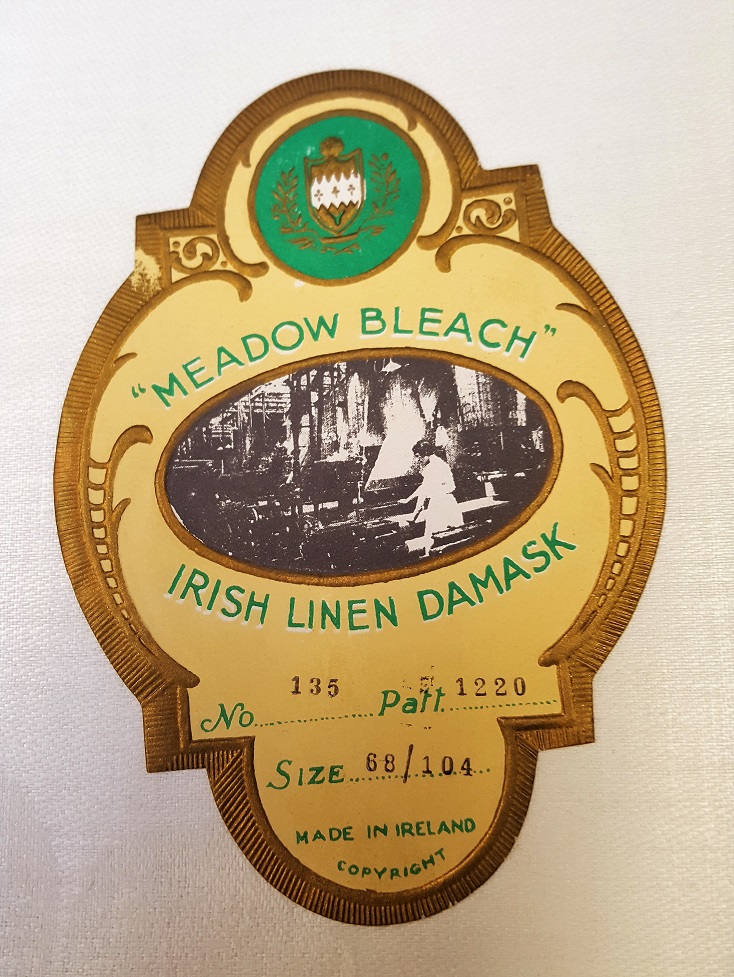 "MEADOW BLEACH"
IRISH LINEN DAMASK
No. 135 Patt. 1220
SIZE 68/104
MADE IN IRELAND
COPYRIGHT